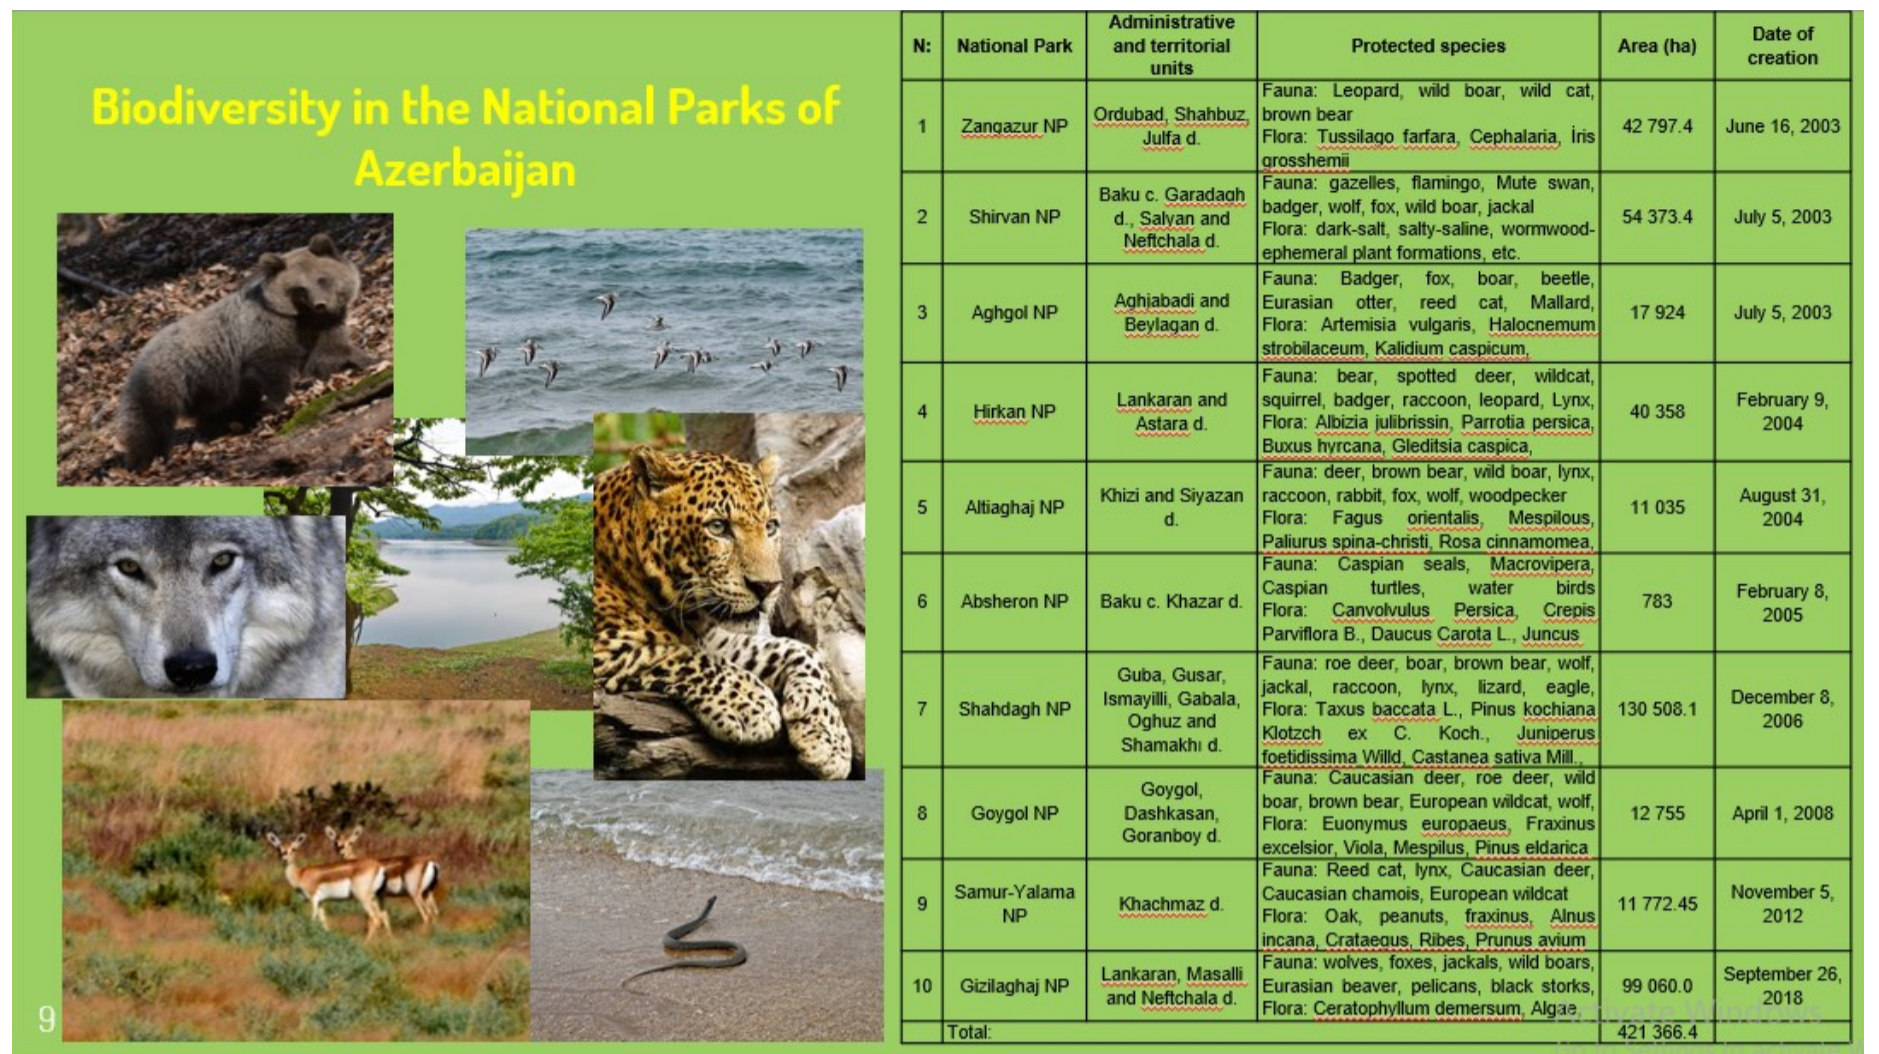 Biodiversity in the National Parks of
Azerbaijan
N:
National Park
Administrative
and territorial
units
Protected species
Area (ha)
Date of
creation
1
Zangazur NP
Ordubad, Shahbuz,
Julfa d.
Fauna: Leopard, wild boar, wild cat,
brown bear
Flora: Tussilago farfara, Cephalaria, İris
grosshemii
42 797.4
June 16, 2003
2
Shirvan NP
Baku c. Garadagh
d., Salyan and
Neftchala d.
Fauna: gazelles, flamingo, Mute swan,
badger, wolf, fox, wild boar, jackal
Flora: dark-salt, salty-saline, wormwood-
ephemeral plant formations, etc.
54 373.4
July 5, 2003
3
Aghgol NP
Aghjabadi and
Beylagan d.
Fauna: Badger, fox, boar, beetle,
Eurasian otter, reed cat, Mallard,
Flora: Artemisia vulgaris, Halocnemum
strobilaceum, Kalidium caspicum,
17 924
July 5, 2003
4
Hirkan NP
Lankaran and
Astara d.
Fauna: bear, spotted deer, wildcat,
squirrel, badger, raccoon, leopard, Lynx,
Flora: Albizia julibrissin, Parrotia persica,
Buxus hyrcana, Gleditsia caspica,
40 358
February 9,
2004
5
Altiaghaj NP
Khizi and Siyazan
d.
Fauna: deer, brown bear, wild boar, lynx,
raccoon, rabbit, fox, wolf, woodpecker
Flora: Fagus orientalis, Mespilous,
Paliurus spina-christi, Rosa cinnamomea,
11 035
August 31,
2004
6
Absheron NP
Baku c. Khazar d.
Fauna: Caspian seals, Macrovipera,
Caspian turtles, water birds
Flora: Canvolvulus Persica, Crepis
Parviflora B., Daucus Carota L., Juncus
783
February 8,
2005
7
Shahdagh NP
Guba, Gusar,
Ismayilli, Gabala,
Oghuz and
Shamakhı d.
Fauna: roe deer, boar, brown bear, wolf,
jackal, raccoon, lynx, lizard, eagle,
Flora: Taxus baccata L., Pinus kochiana
Klotzch ex C. Koch., Juniperus
foetidissima Willd, Castanea sativa Mill.,
130 508.1
December 8,
2006
8
Goygol NP
Goygol,
Dashkasan,
Goranboy d.
Fauna: Caucasian deer, roe deer, wild
boar, brown bear, European wildcat, wolf,
Flora: Euonymus europaeus, Fraxinus
excelsior, Viola, Mespilus, Pinus eldarica
12 755
April 1, 2008
9
Samur-Yalama
NP
Khachmaz d.
Fauna: Reed cat, lynx, Caucasian deer,
Caucasian chamois, European wildcat
Flora: Oak, peanuts, fraxinus, Alnus
incana, Crataegus, Ribes, Prunus avium
11 772.45
November 5,
2012
10
Gizilaghaj NP
Lankaran, Masalli
and Neftchala d.
Fauna: wolves, foxes, jackals, wild boars,
Eurasian beaver, pelicans, black storks,
Flora: Ceratophyllum demersum, Algae,
99 060.0
September 26,
2018
Total:
421 366.4
9
Activate Windows